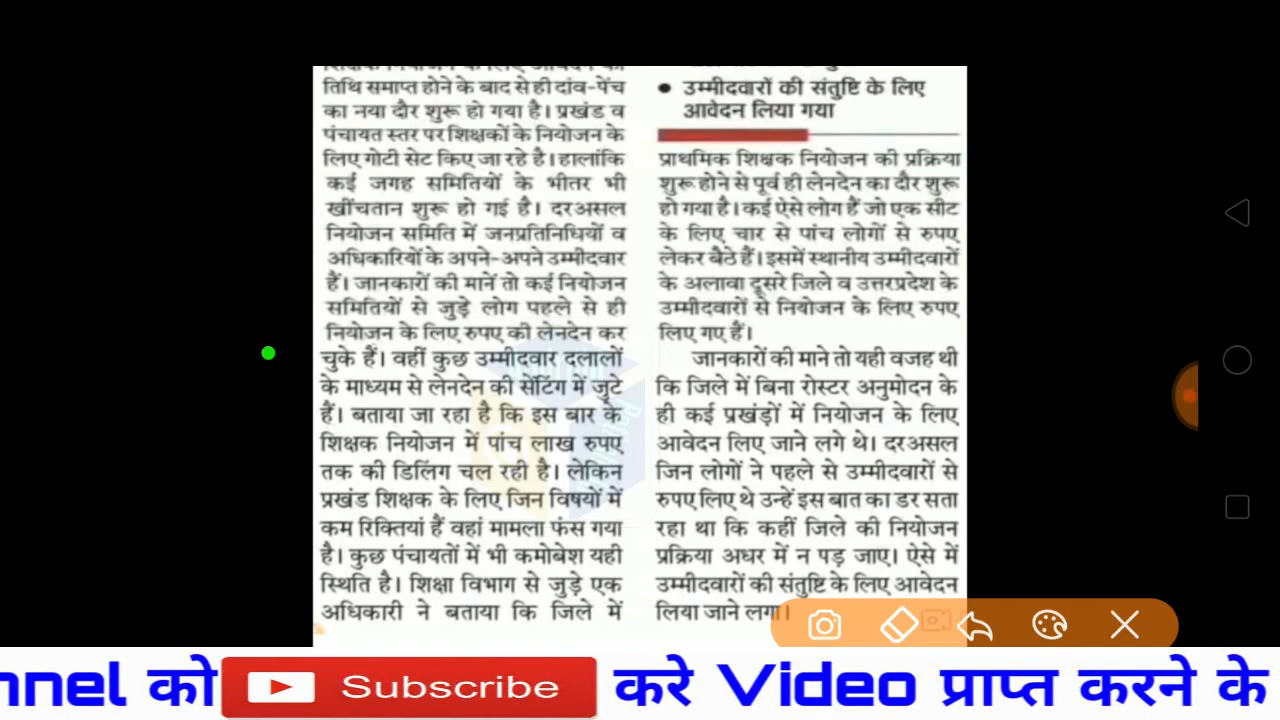 तिथि समाप्त होने के बाद से ही दांव-पेंच
का नया दौर शुरू हो गया है। प्रखंड व
पंचायत स्तर पर शिक्षकों के नियोजन के
लिए गोटी सेट किए जा रहे है। हालांकि
कई जगह समितियों के भीतर भी
खींचतान शुरू हो गई है। दरअसल
नियोजन समिति में जनप्रतिनिधियों व
अधिकारियों के अपने-अपने उम्मीदवार
हैं। जानकारों की मानें तो कई नियोजन
समितियों से जुड़े लोग पहले से ही
नियोजन के लिए रुपए की लेनदेन कर
चुके हैं। वहीं कुछ उम्मीदवार दलालों
के माध्यम से लेनदेन की सेटिंग में जुटे
हैं। बताया जा रहा है कि इस बार के
शिक्षक नियोजन में पांच लाख रुपए
तक की डिलिंग चल रही है। लेकिन
प्रखंड शिक्षक के लिए जिन विषयों में
कम रिक्तियां हैं वहां मामला फंस गया
है। कुछ पंचायतों में भी कमोबेश यही
स्थिति है। शिक्षा विभाग से जुड़े एक
अधिकारी ने बताया कि जिले में
● उम्मीदवारों की संतुष्टि के लिए
आवेदन लिया गया
प्राथमिक शिक्षक नियोजन की प्रक्रिया
शुरू होने से पूर्व ही लेनदेन का दौर शुरू
हो गया है। कई ऐसे लोग हैं जो एक सीट
के लिए चार से पांच लोगों से रुपए
लेकर बैठे हैं। इसमें स्थानीय उम्मीदवारों
के अलावा दूसरे जिले व उत्तरप्रदेश के
उम्मीदवारों से नियोजन के लिए रुपए
लिए गए हैं।
जानकारों की माने तो यही वजह थी
कि जिले में बिना रोस्टर अनुमोदन के
ही कई प्रखंड़ों में नियोजन के लिए
आवेदन लिए जाने लगे थे। दरअसल
जिन लोगों ने पहले से उम्मीदवारों से
रुपए लिए थे उन्हें इस बात का डर सता
रहा था कि कहीं जिले की नियोजन
प्रक्रिया अधर में न पड़ जाए। ऐसे में
उम्मीदवारों की संतुष्टि के लिए आवेदन
लिया जाने लगा।
nnel को Subscribe करे Video प्राप्त करने के